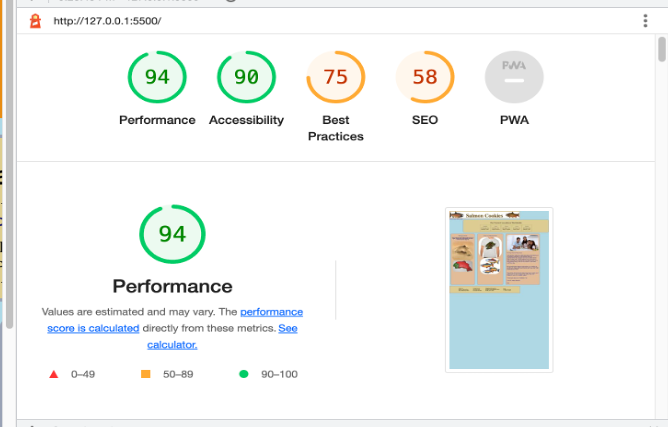 http://127.0.0.1:5500/
94
90
75
58
PWA
Performance
Accessibility
Best
Practices
SEO
PWA
94
Performance
Values are estimated and may vary. The performance
score is calculated directly from these metrics. See
calculator.
0–49
50–89
90–100
Salmon Cookies